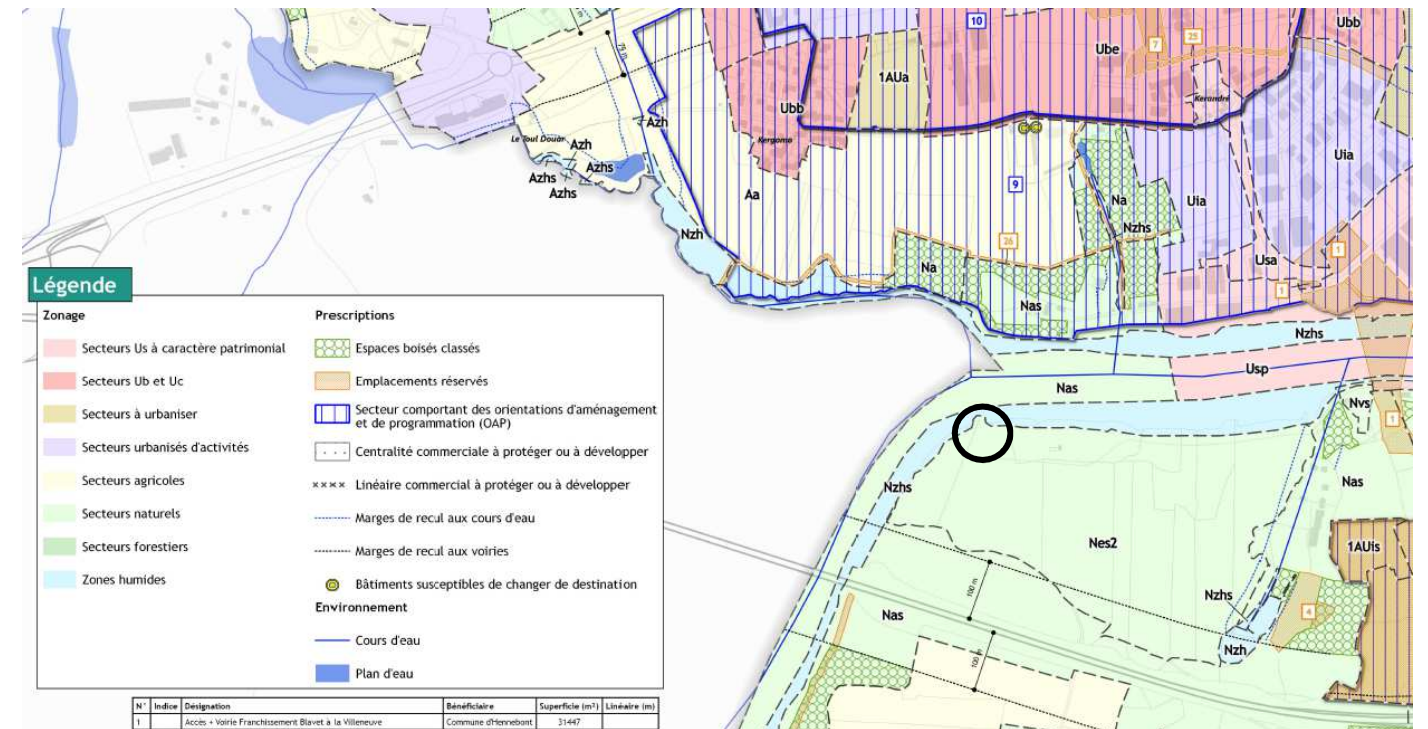 10
Ubb
7
25
Ube
75 m
1AUa
Ubb
Kerandré
Azh
Kergomo
Le Toul Douar
Azh
Azhs
Azhs
Azhs
Uia
9
Aa
Na
Uia
Nzhs
Nzh
26
Na
1
Usa
Nas
1
Nzhs
Usp
Nas
Nvs
1
Nzhs
Nas
Nes2
1AUis
100 m
Nzhs
4
Nas
Nzh
100 m
Légende
Zonage
Secteurs Us à caractère patrimonial
Secteurs Ub et Uc
Secteurs à urbaniser
Secteurs urbanisés d'activités
Secteurs agricoles
Secteurs naturels
Secteurs forestiers
Zones humides
Prescriptions
Espaces boisés classés
Emplacements réservés
Secteur comportant des orientations d'aménagement
et de programmation (OAP)
Centralité commerciale à protéger ou à développer
Linéaire commercial à protéger ou à développer
Marges de recul aux cours d'eau
Marges de recul aux voiries
Bâtiments susceptibles de changer de destination
Environnement
Cours d'eau
Plan d'eau
N° Indice Désignation Bénéficiaire Superficie (m²) Linéaire (m)
1 Accès + Voirie Franchissement Blavet à la Villeneuve Commune d'Hennebont 31447